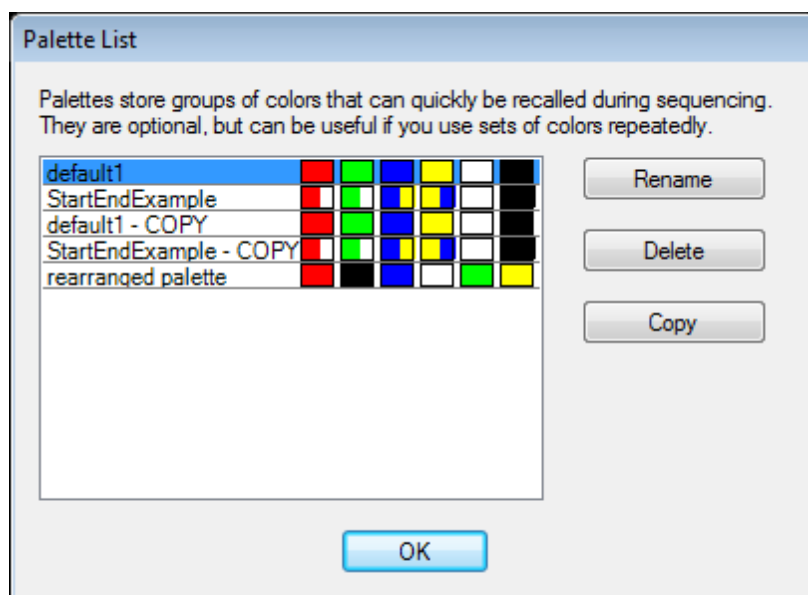 Palette List
Palettes store groups of colors that can quickly be recalled during sequencing.
They are optional, but can be useful if you use sets of colors repeatedly.
default1
StartEndExample
default1 - COPY
StartEndExample - COPY
rearranged palette
Rename
Delete
Copy
OK